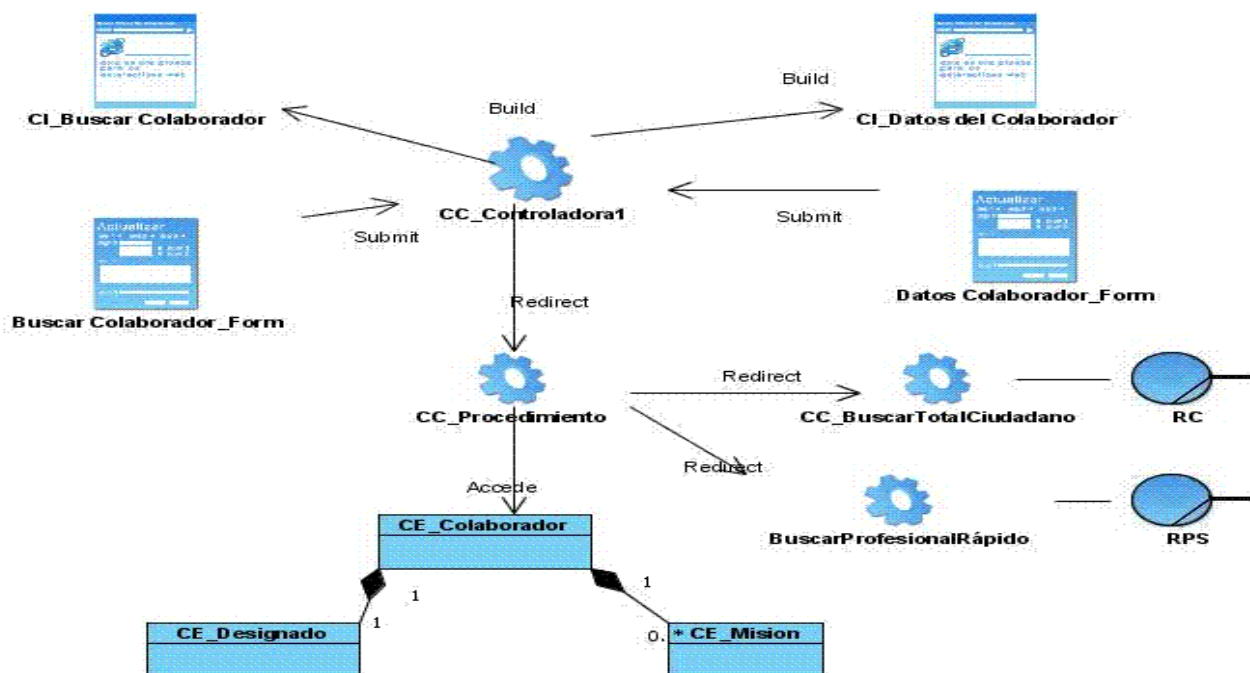 Build
Build
CI_Buscar Colaborador
CI_Datos del Colaborador
CC_Controladora1
Submit
Submit
Actualizar
Actualizar
Buscar Colaborador_Form
Datos Colaborador_Form
Redirect
Redirect
CC_Procedimiento
CC_BuscarTotalCiudadano
RC
Redirect
Accede
CE_Colaborador
BuscarProfesionalRápido
RPS
1
1
1
0.
*
CE_Designado
CE_Mision